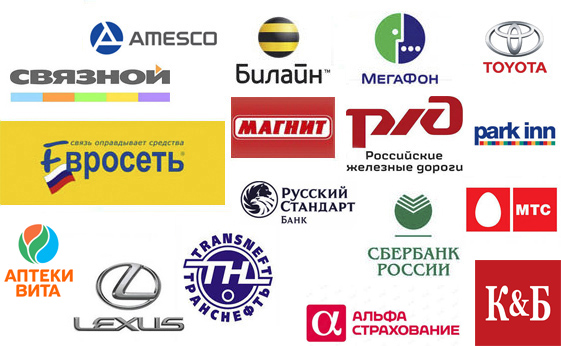 AMESCO
Билайн™
МЕГАФОН
TOYOTA
СВЯЗНОЙ
МАГНИТ
РЖД
Российские
железные дороги
park inn
связь оправдывает средства
Евросеть®
Русский
Стандарт
Банк
СБЕРБАНК
РОССИИ
МТС
АПТЕКИ
ВИТА
LEXUS
TRANSNEFT
ТН
ТРАНСНЕФТЬ
α
АЛЬФА
СТРАХОВАНИЕ
К&Б